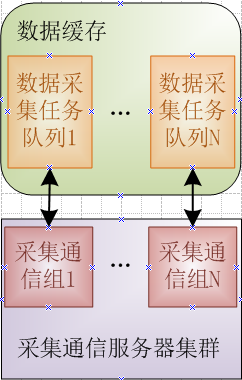 数据缓存
数据采
集任务
队列1
...
数据采
集任务
队列N
采集通
信组1
...
采集通
信组N
采集通信服务器集群